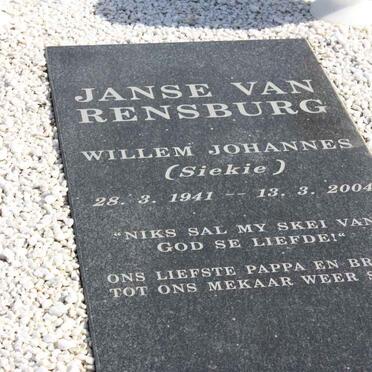 JANSE VAN
RENSBURG
WILLEM JOHANNES
(Siekie)
28. 3. 1941 -- 13. 3. 2004
"NIKS SAL MY SKEI VAN
GOD SE LIEFDE!"
ONS LIEFSTE PAPPA EN
TOT ONS MEKAAR WEER